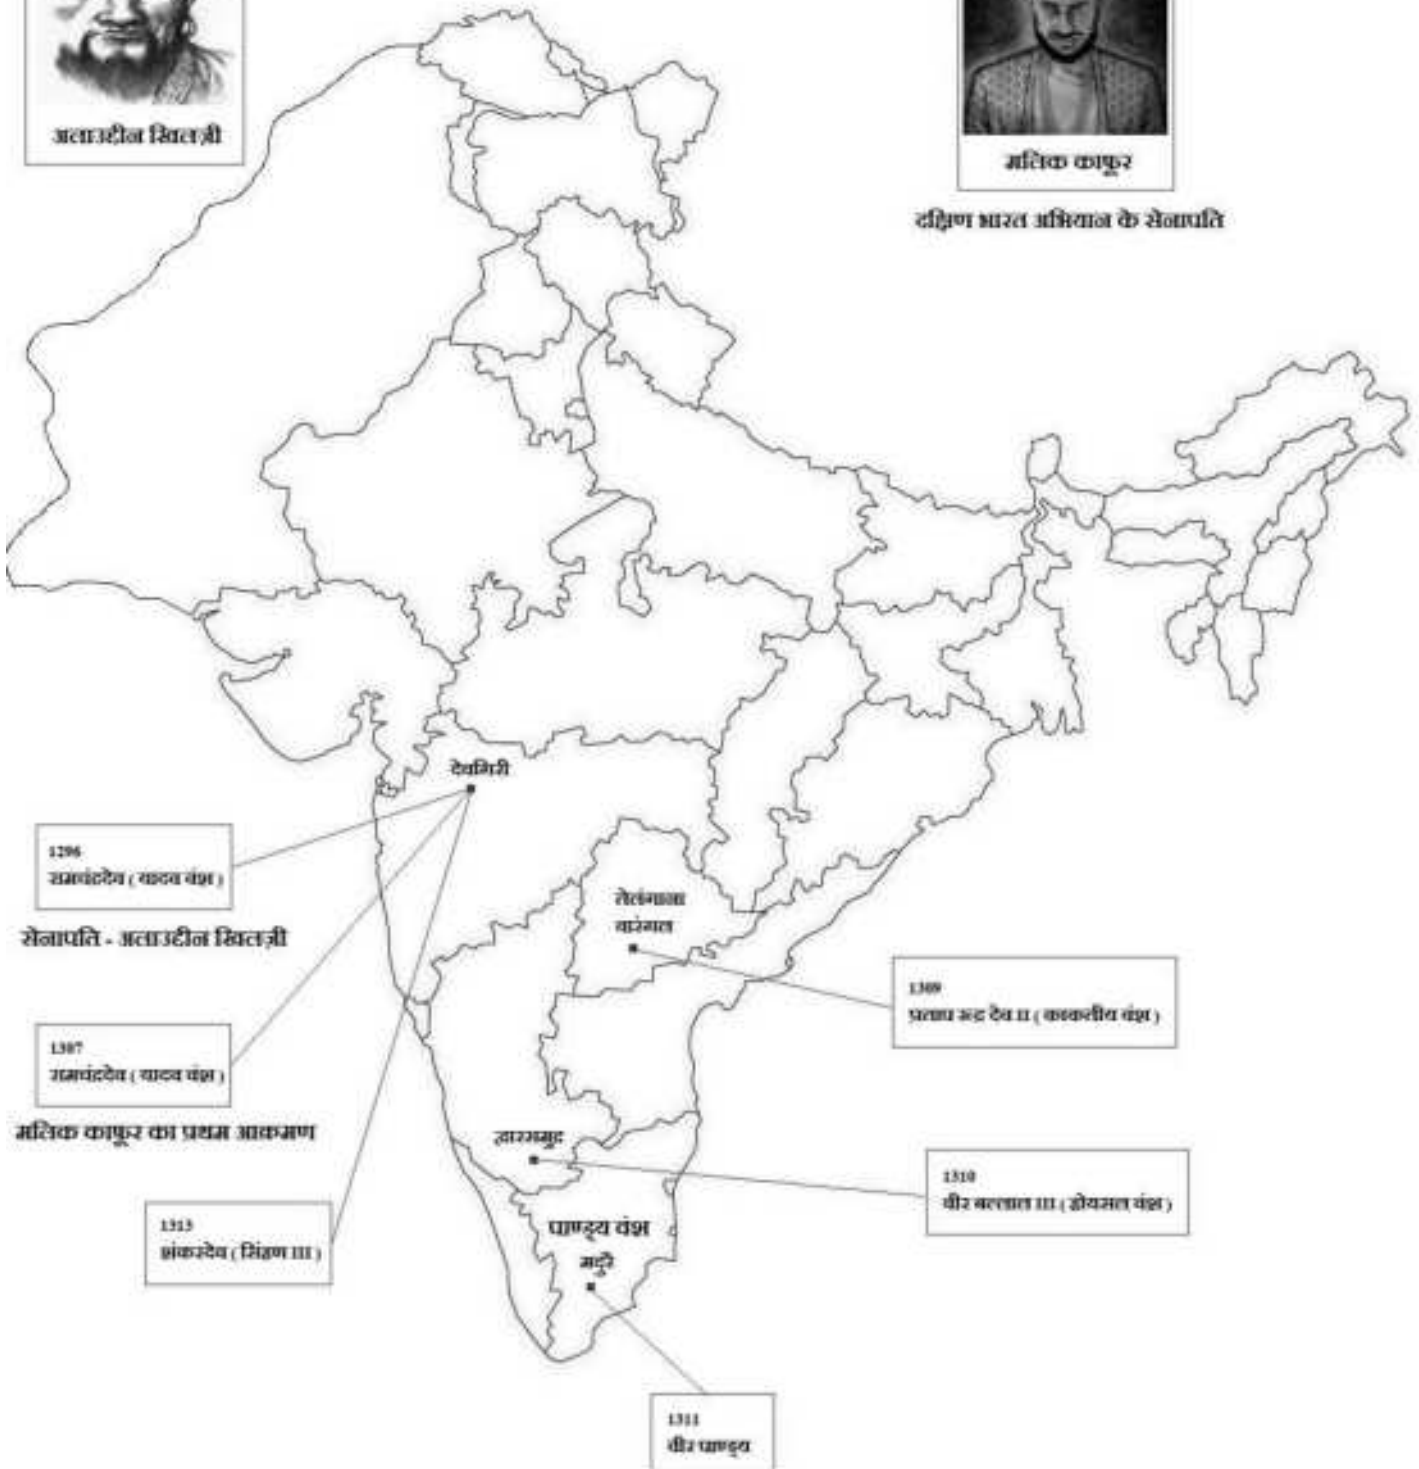 अलाउद्दीन खिलज़ी
मलिक काफूर
दक्षिण भारत अभियान के सेनापति
देवगिरी
1296
रामचंद्रदेव ( यादव वंश )
सेनापति - अलाउद्दीन खिलज़ी
तेलंगाना
वारंगल
1309
प्रताप रुद्र देव II ( काकतीय वंश )
1307
रामचंद्रदेव ( यादव वंश )
मलिक काफूर का प्रथम आक्रमण
द्वारसमुद्र
1310
वीर बल्लाल III ( होयसल वंश )
1313
शंकरदेव ( सिंहण III )
पाण्ड्य वंश
मदुरै
1311
वीर पाण्ड्य